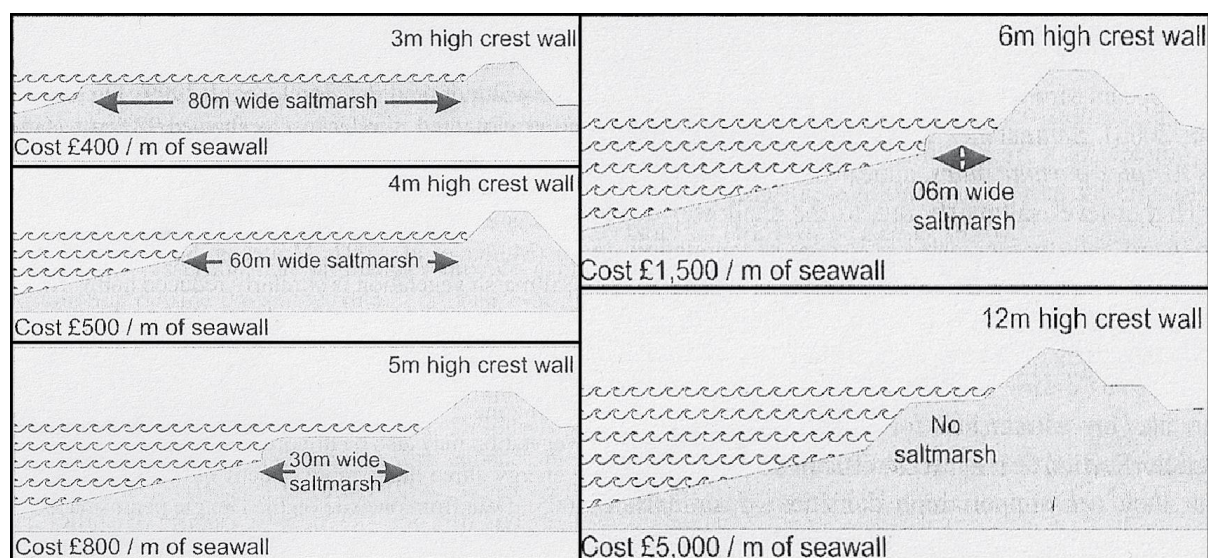 3m high crest wall
80m wide saltmarsh
Cost £400 / m of seawall
4m high crest wall
60m wide saltmarsh
Cost £500 / m of seawall
5m high crest wall
30m wide
saltmarsh
Cost £800 / m of seawall
6m high crest wall
06m wide
saltmarsh
Cost £1,500 / m of seawall
12m high crest wall
No
saltmarsh
Cost £5,000 / m of seawall